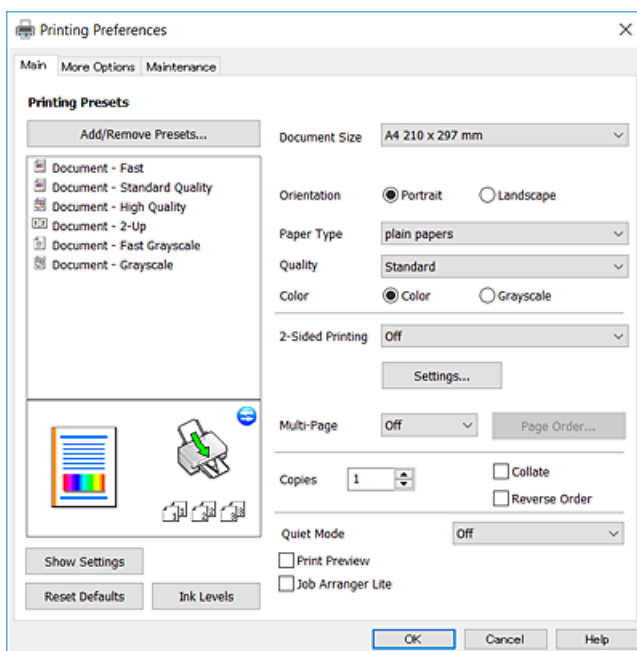 Printing Preferences
Main More Options Maintenance
Printing Presets
Add/Remove Presets...
Document - Fast
Document - Standard Quality
Document - High Quality
Document - 2-Up
Document - Fast Grayscale
Document - Grayscale
Show Settings
Reset Defaults Ink Levels
Document Size A4 210 x 297 mm
Orientation Portrait Landscape
Paper Type plain papers
Quality Standard
Color Color Grayscale
2-Sided Printing Off
Settings...
Multi-Page Off Page Order...
Copies 1 Collate
Reverse Order
Quiet Mode Off
Print Preview
Job Arranger Lite
OK Cancel Help